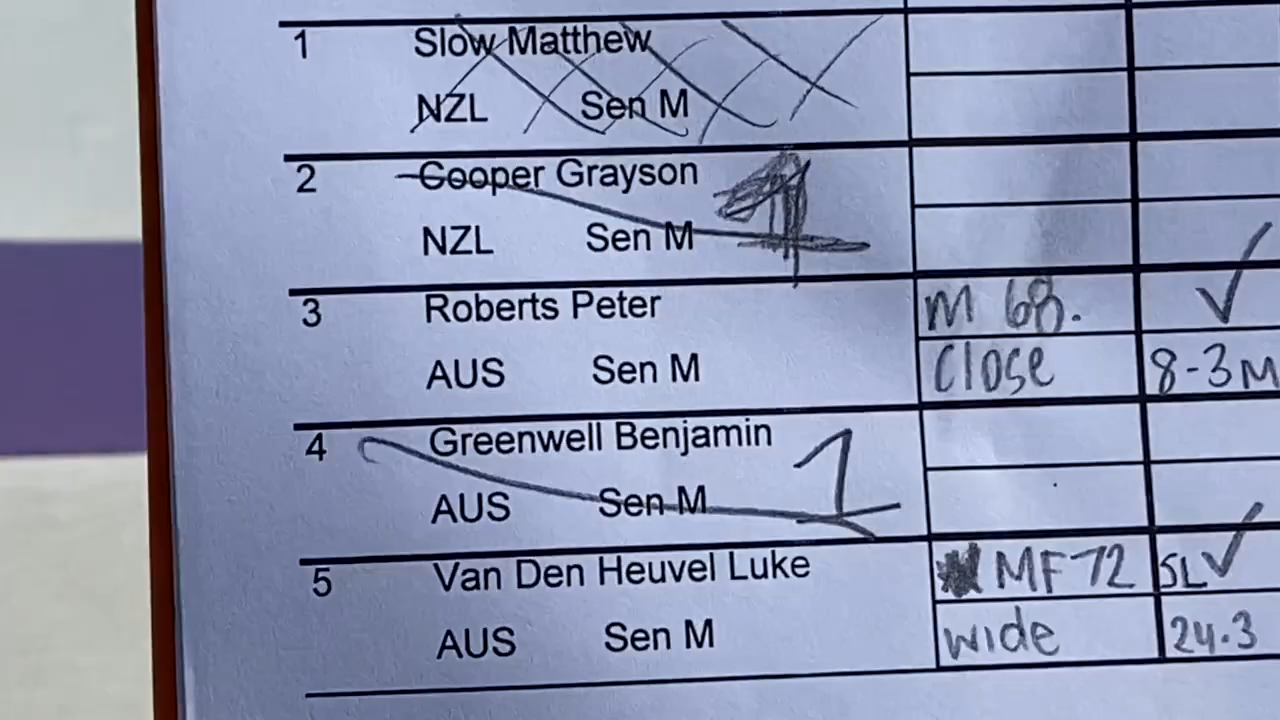 1 Slow Matthew
NZL Sen M
2 Cooper Grayson
NZL Sen M
3 Roberts Peter M 68. ✓
AUS Sen M Close 8-3M
4 Greenwell Benjamin 1
AUS Sen M
5 Van Den Heuvel Luke MF72 SL ✓
AUS Sen M wide 24.3